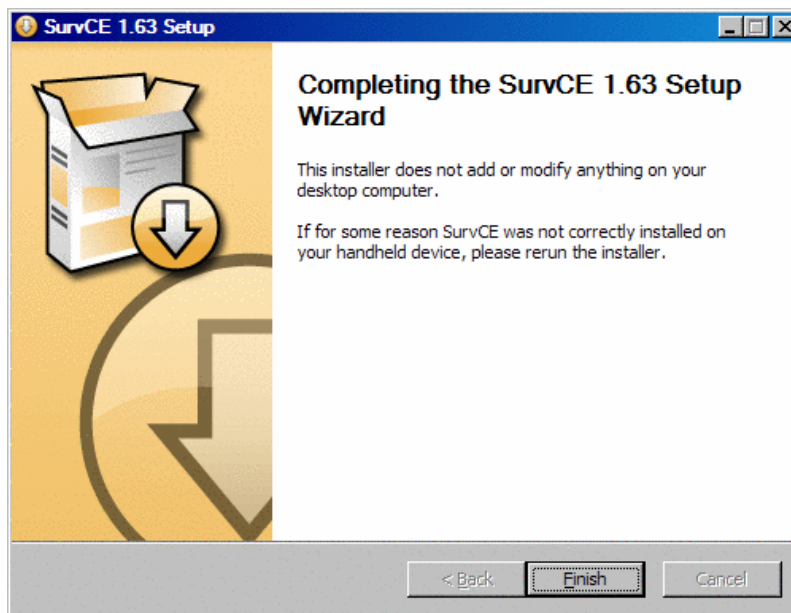 SurvCE 1.63 Setup
Completing the SurvCE 1.63 Setup
Wizard
This installer does not add or modify anything on your
desktop computer.
If for some reason SurvCE was not correctly installed on
your handheld device, please rerun the installer.
< Back
Finish
Cancel